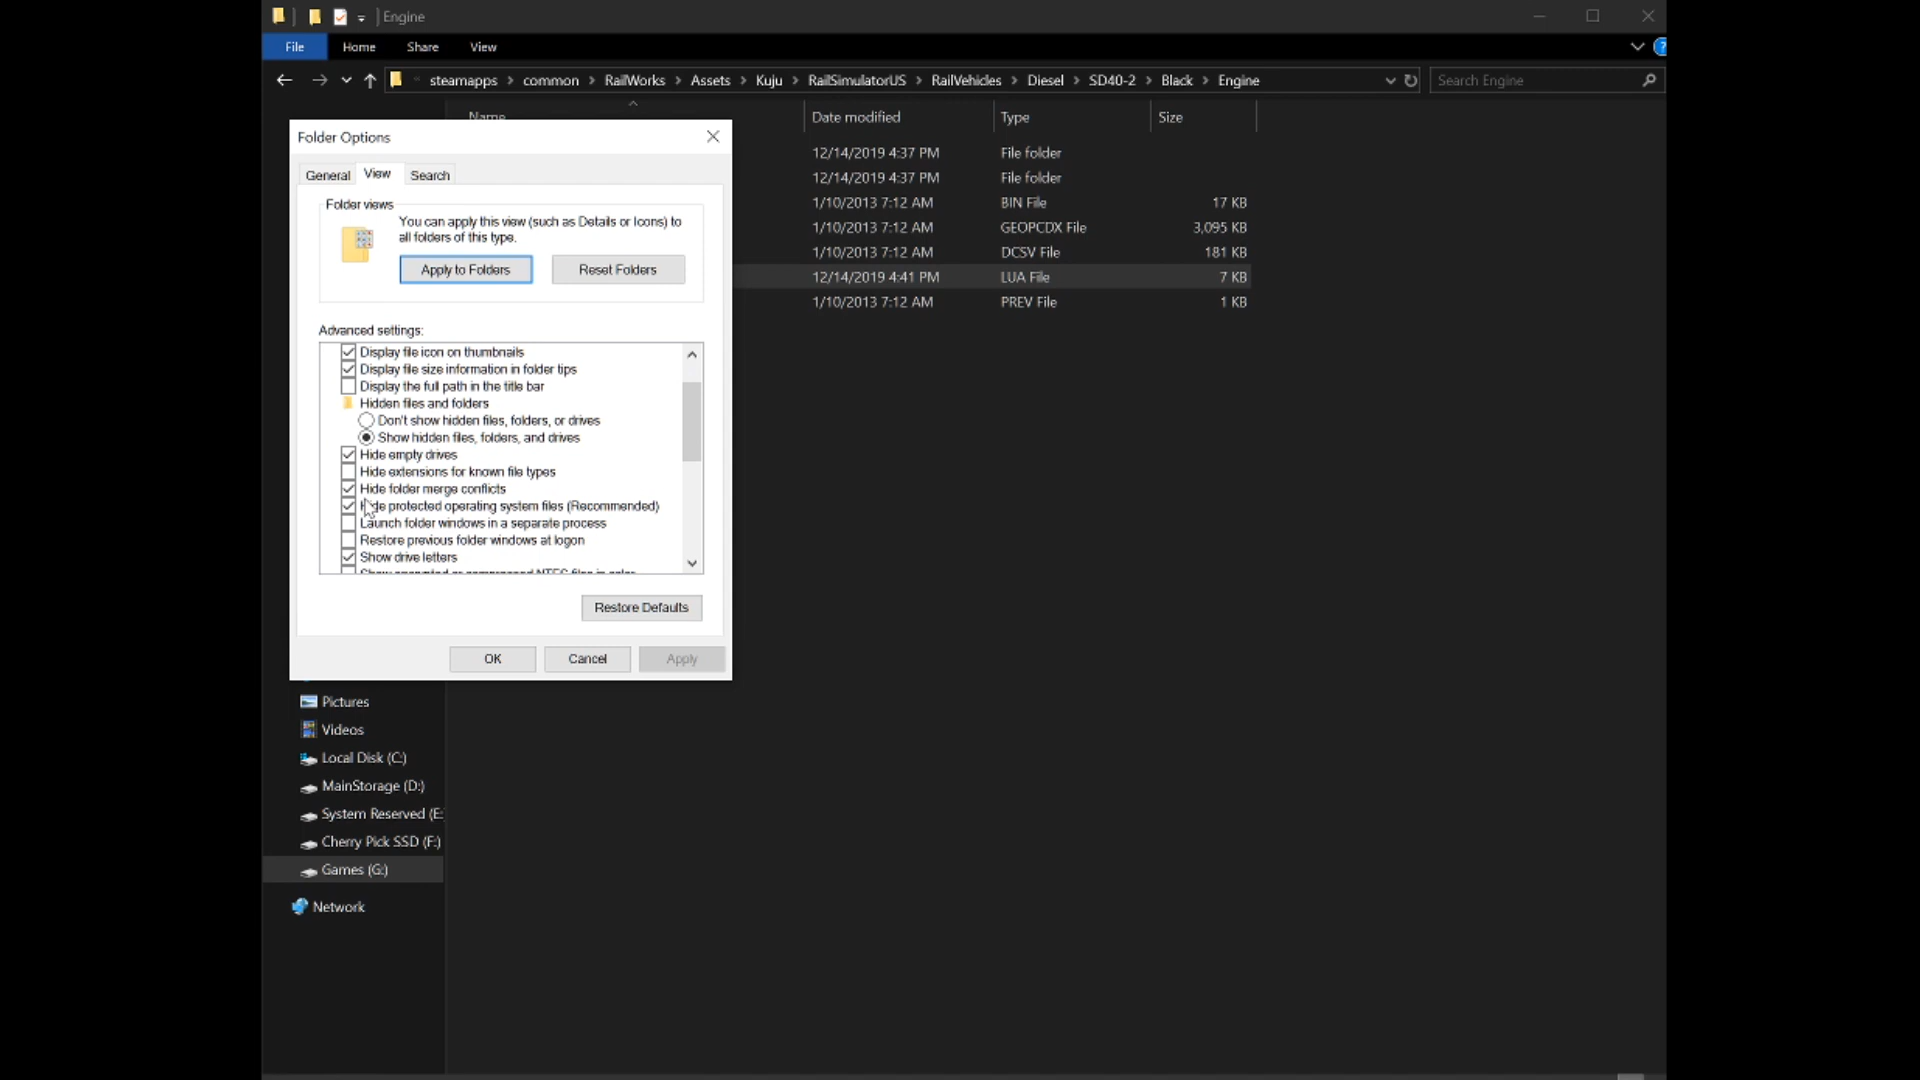 Engine
File Home Share View
steamapps > common > RailWorks > Assets > Kuju > RailSimulatorUS > RailVehicles > Diesel > SD40-2 > Black > Engine
Search Engine
Name Date modified Type Size
12/14/2019 4:37 PM File folder
12/14/2019 4:37 PM File folder
1/10/2013 7:12 AM BIN File 17 KB
1/10/2013 7:12 AM GEOPCDX File 3,095 KB
1/10/2013 7:12 AM DCSV File 181 KB
12/14/2019 4:41 PM LUA File 7 KB
1/10/2013 7:12 AM PREV File 1 KB
Folder Options
General View Search
Folder views
You can apply this view (such as Details or Icons) to
all folders of this type.
Apply to Folders Reset Folders
Advanced settings:
Display file icon on thumbnails
Display file size information in folder tips
Display the full path in the title bar
Hidden files and folders
Don't show hidden files, folders, or drives
Show hidden files, folders, and drives
Hide empty drives
Hide extensions for known file types
Hide folder merge conflicts
Hide protected operating system files (Recommended)
Launch folder windows in a separate process
Restore previous folder windows at logon
Show drive letters
Show encrypted or compressed NTFS files in color
Restore Defaults
OK Cancel Apply
Pictures
Videos
Local Disk (C:)
MainStorage (D:)
System Reserved (E:
Cherry Pick SSD (F:)
Games (G:)
Network